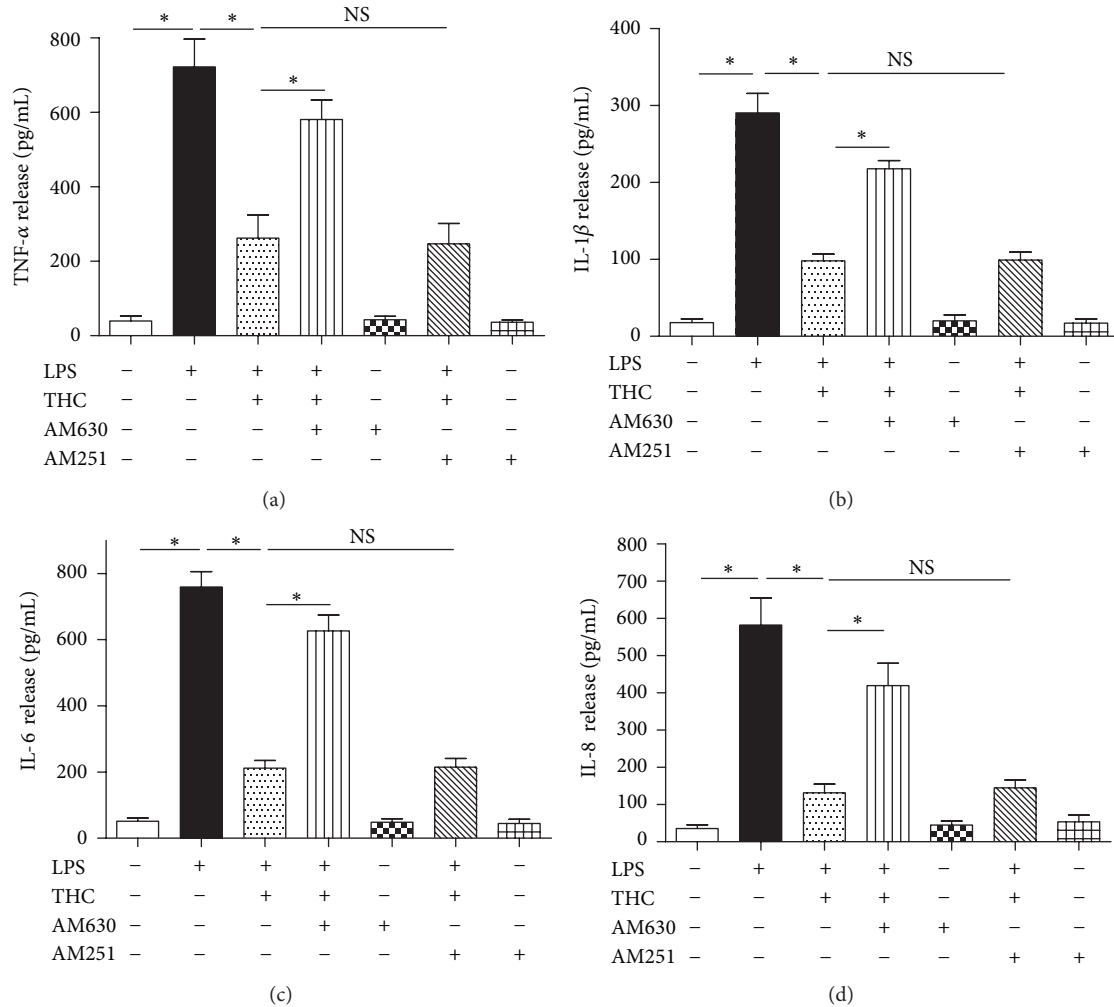 * * NS
*
800
600
400
200
0
TNF-α release (pg/mL)
LPS − + + + − + −
THC − − + + − + −
AM630 − − − + + − −
AM251 − − − − − + +
(a)
* * NS
*
400
300
200
100
0
IL-1β release (pg/mL)
LPS − + + + − + −
THC − − + + − + −
AM630 − − − + + − −
AM251 − − − − − + +
(b)
* * NS
*
800
600
400
200
0
IL-6 release (pg/mL)
LPS − + + + − + −
THC − − + + − + −
AM630 − − − + + − −
AM251 − − − − − + +
(c)
* * NS
*
800
700
600
500
400
300
200
100
0
IL-8 release (pg/mL)
LPS − + + + − + −
THC − − + + − + −
AM630 − − − + + − −
AM251 − − − − − + +
(d)